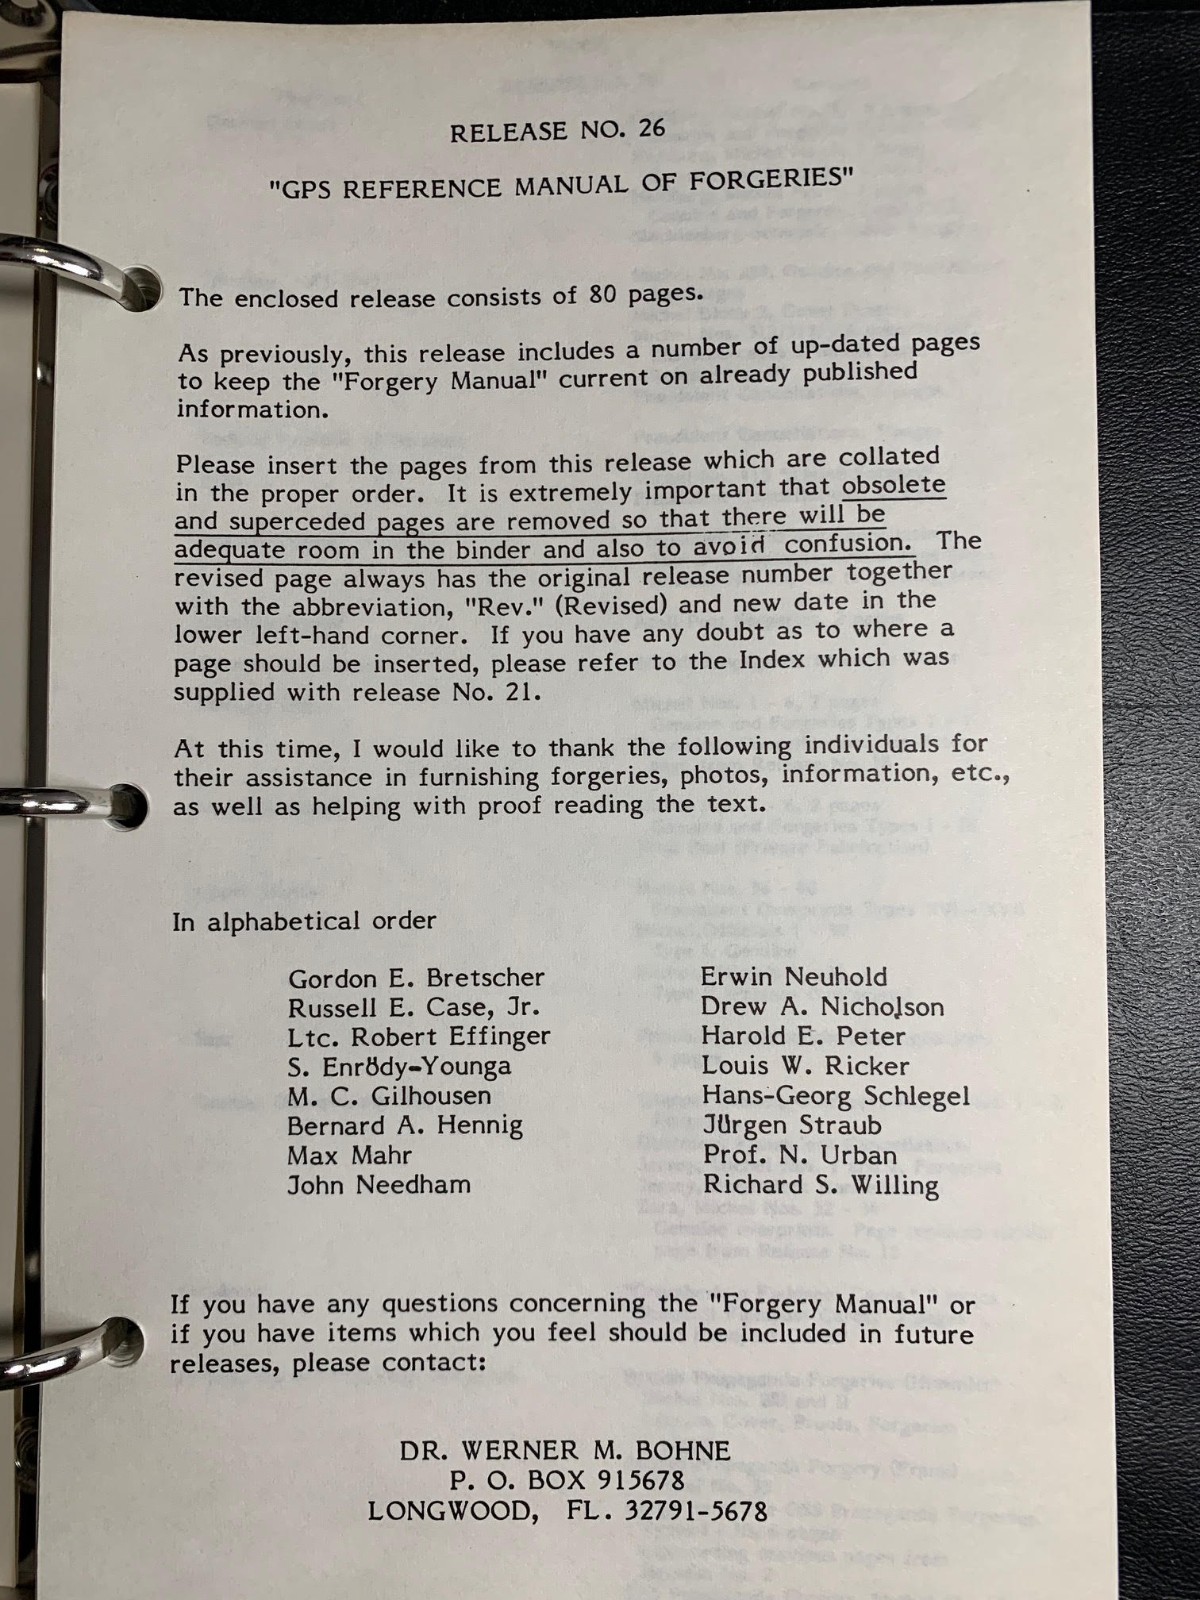 RELEASE NO. 26
"GPS REFERENCE MANUAL OF FORGERIES"
The enclosed release consists of 80 pages.
As previously, this release includes a number of up-dated pages
to keep the "Forgery Manual" current on already published
information.
Please insert the pages from this release which are collated
in the proper order. It is extremely important that obsolete
and superceded pages are removed so that there will be
adequate room in the binder and also to avoid confusion. The
revised page always has the original release number together
with the abbreviation, "Rev." (Revised) and new date in the
lower left-hand corner. If you have any doubt as to where a
page should be inserted, please refer to the Index which was
supplied with release No. 21.
At this time, I would like to thank the following individuals for
their assistance in furnishing forgeries, photos, information, etc.,
as well as helping with proof reading the text.
In alphabetical order
Gordon E. Bretscher
Russell E. Case, Jr.
Ltc. Robert Effinger
S. Enrödy-Younga
M. C. Gilhousen
Bernard A. Hennig
Max Mahr
John Needham
Erwin Neuhold
Drew A. Nicholson
Harold E. Peter
Louis W. Ricker
Hans-Georg Schlegel
Jürgen Straub
Prof. N. Urban
Richard S. Willing
If you have any questions concerning the "Forgery Manual" or
if you have items which you feel should be included in future
releases, please contact:
DR. WERNER M. BOHNE
P. O. BOX 915678
LONGWOOD, FL. 32791-5678